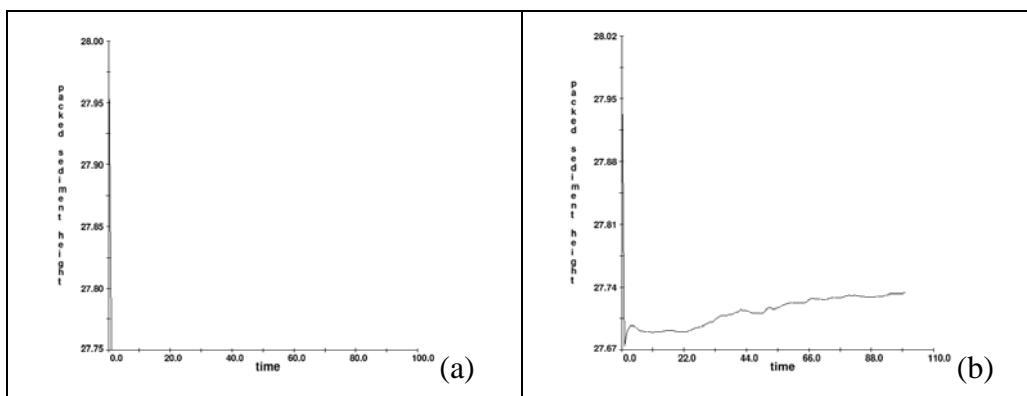 28.00
27.95
27.90
27.85
27.80
27.75
packed sediment height
0.0 20.0 40.0 60.0 80.0 100.0
time
(a)
28.02
27.95
27.88
27.81
27.74
27.67
packed sediment height
0.0 22.0 44.0 66.0 88.0 110.0
time
(b)